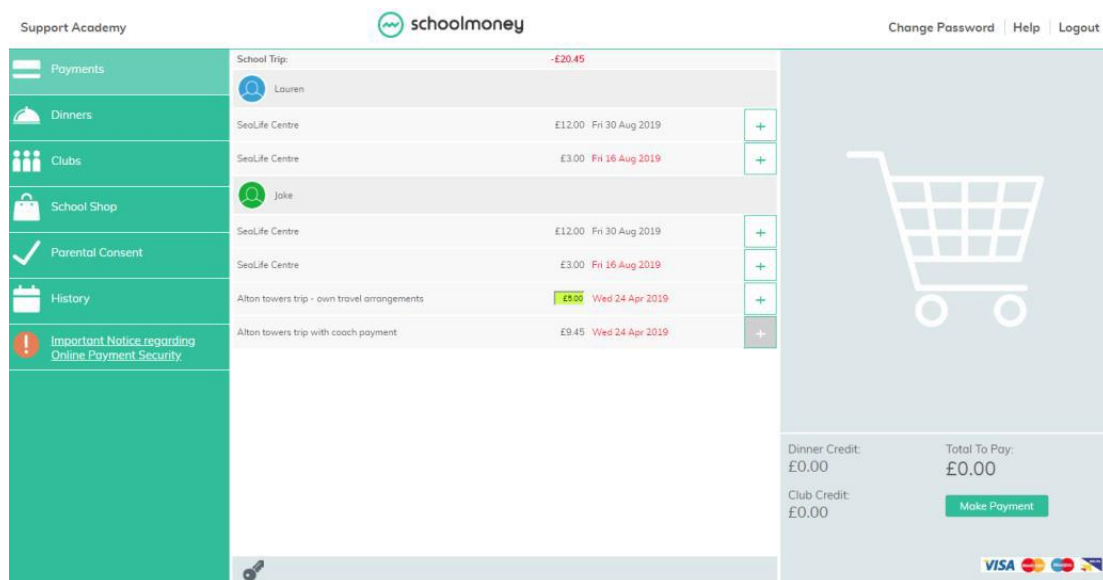 Support Academy
schoolmoney
Change Password Help Logout
Payments
Dinners
Clubs
School Shop
Parental Consent
History
Important Notice regarding
Online Payment Security
School Trip: -£20.45
Lauren
SeaLife Centre £12.00 Fri 30 Aug 2019 +
SeaLife Centre £3.00 Fri 16 Aug 2019 +
Jake
SeaLife Centre £12.00 Fri 30 Aug 2019 +
SeaLife Centre £3.00 Fri 16 Aug 2019 +
Alton towers trip - own travel arrangements £5.00 Wed 24 Apr 2019 +
Alton towers trip with coach payment £9.45 Wed 24 Apr 2019 +
Dinner Credit: Total To Pay:
£0.00 £0.00
Club Credit:
£0.00
Make Payment
VISA